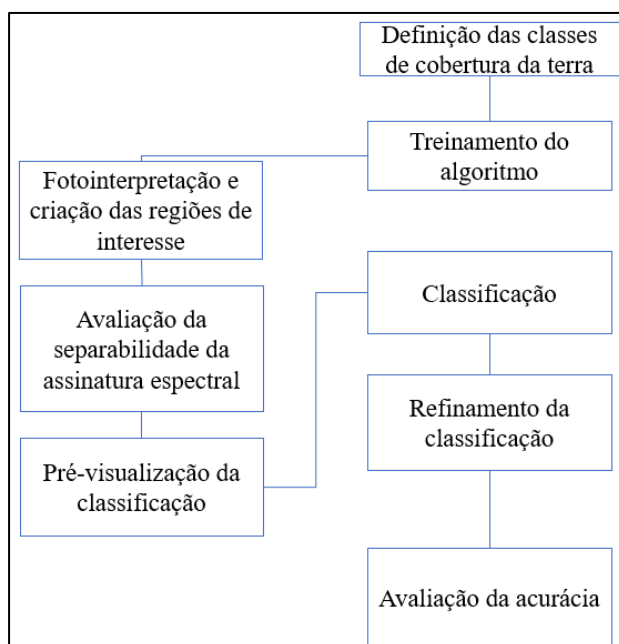 Definição das classes
de cobertura da terra
Treinamento do
algoritmo
Fotointerpretação e
criação das regiões de
interesse
Avaliação da
separabilidade da
assinatura espectral
Pré-visualização da
classificação
Classificação
Refinamento da
classificação
Avaliação da acurácia